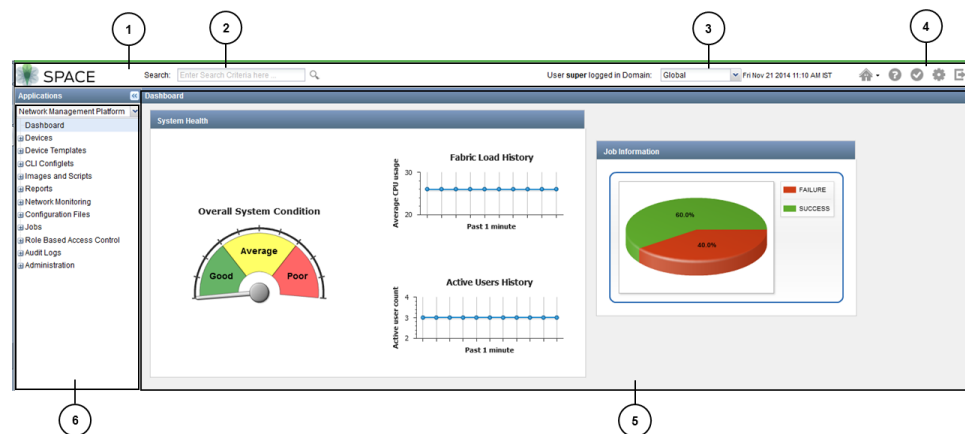 1
2
3
4
SPACE
Search: Enter Search Criteria here ...
User super logged in Domain: Global Fri Nov 21 2014 11:10 AM IST
Applications
Network Management Platform
Dashboard
Devices
Device Templates
CLI Configlets
Images and Scripts
Reports
Network Monitoring
Configuration Files
Jobs
Role Based Access Control
Audit Logs
Administration
Dashboard
System Health
Overall System Condition
Good
Average
Poor
Fabric Load History
Average CPU usage
30
20
Past 1 minute
Active Users History
Active user count
4
3
2
Past 1 minute
Job Information
60.0%
40.0%
FAILURE
SUCCESS
6
5